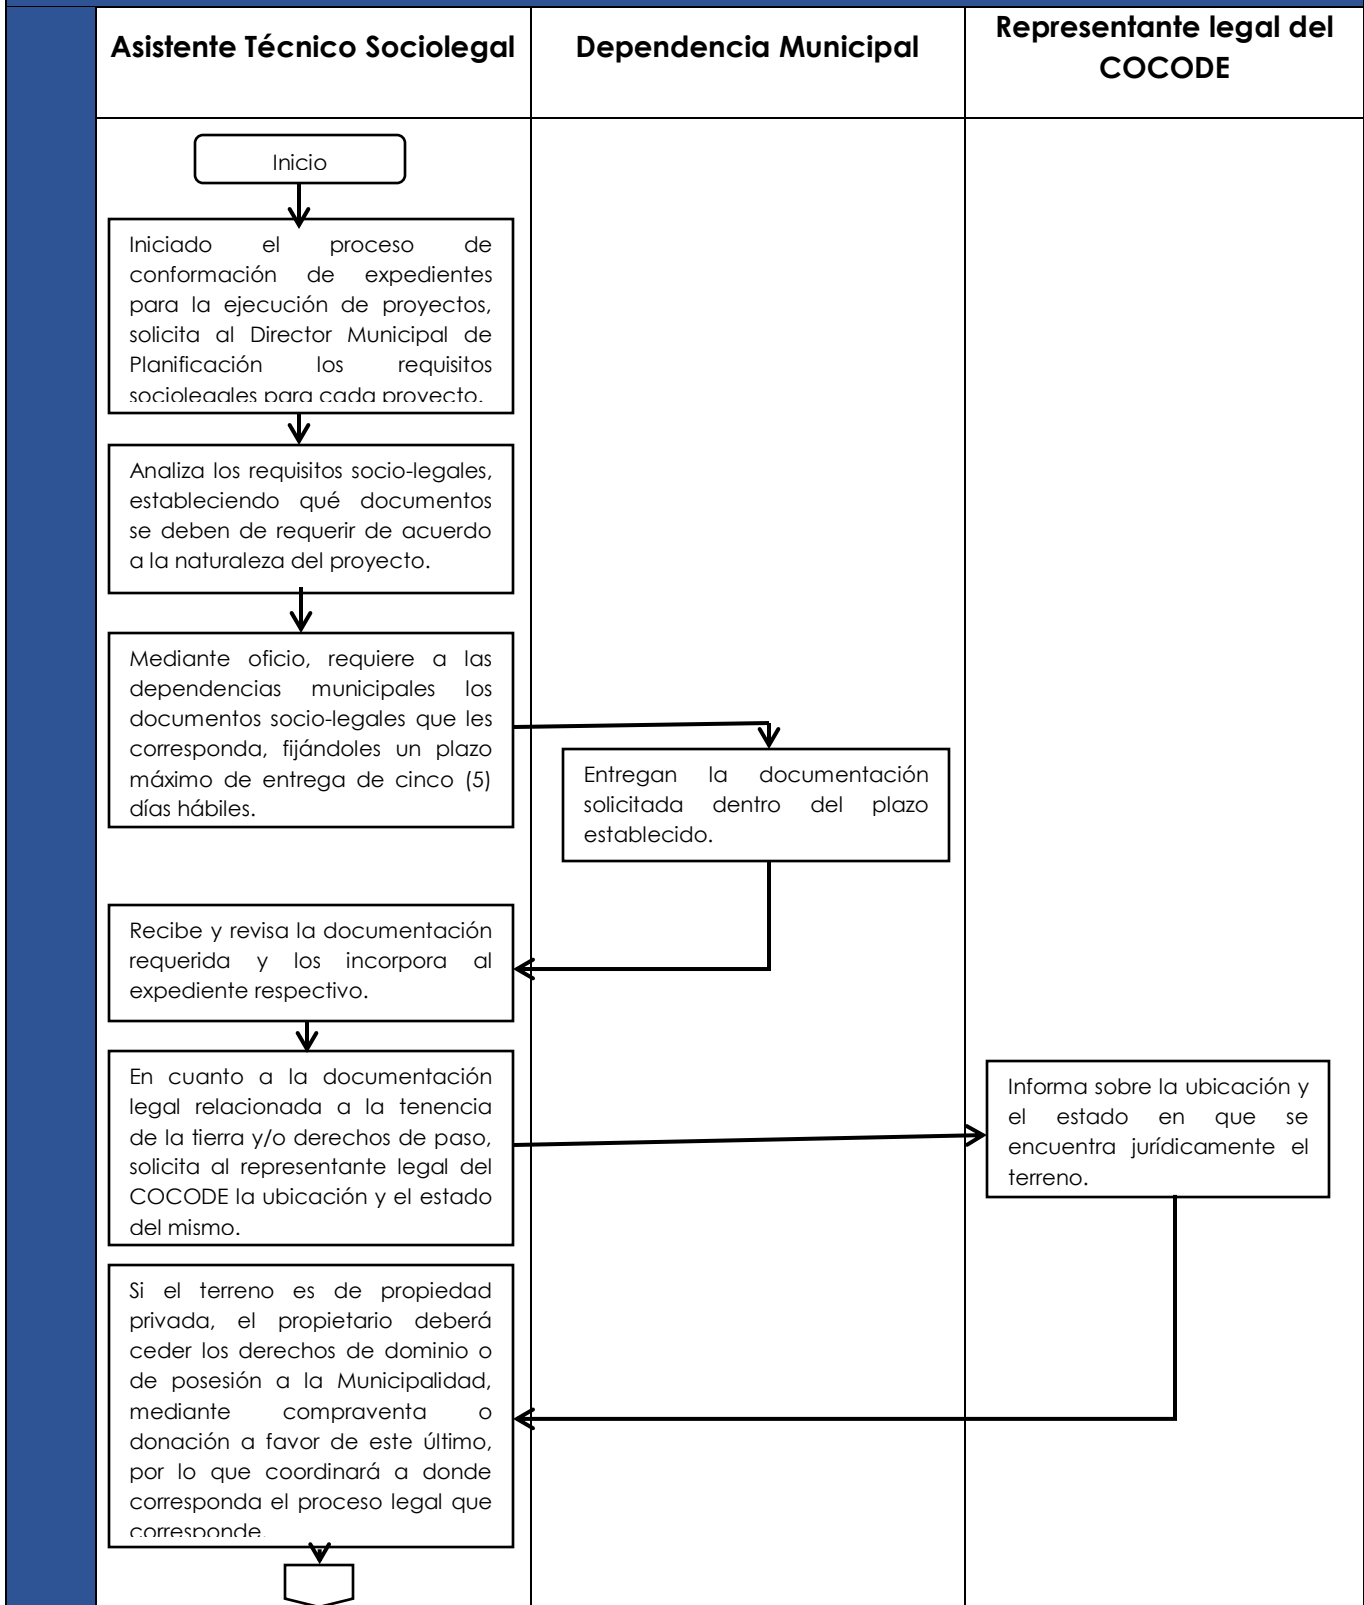 Asistente Técnico Sociolegal
Dependencia Municipal
Representante legal del
COCODE
Inicio
Iniciado el proceso de
conformación de expedientes
para la ejecución de proyectos,
solicita al Director Municipal de
Planificación los requisitos
sociolegales para cada proyecto.
Analiza los requisitos socio-legales,
estableciendo qué documentos
se deben de requerir de acuerdo
a la naturaleza del proyecto.
Mediante oficio, requiere a las
dependencias municipales los
documentos socio-legales que les
corresponda, fijándoles un plazo
máximo de entrega de cinco (5)
días hábiles.
Entregan la documentación
solicitada dentro del plazo
establecido.
Recibe y revisa la documentación
requerida y los incorpora al
expediente respectivo.
En cuanto a la documentación
legal relacionada a la tenencia
de la tierra y/o derechos de paso,
solicita al representante legal del
COCODE la ubicación y el estado
del mismo.
Informa sobre la ubicación y
el estado en que se
encuentra jurídicamente el
terreno.
Si el terreno es de propiedad
privada, el propietario deberá
ceder los derechos de dominio o
de posesión a la Municipalidad,
mediante compraventa o
donación a favor de este último,
por lo que coordinará a donde
corresponda el proceso legal que
corresponde.